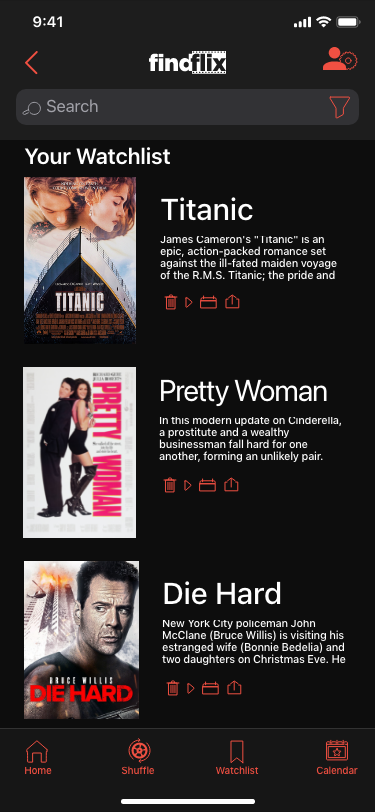 9:41
findflix
Search
Your Watchlist
Titanic
James Cameron's "Titanic" is an
epic, action-packed romance set
against the ill-fated maiden voyage
of the R.M.S. Titanic; the pride and
TITANIC
Pretty Woman
In this modern update on Cinderella,
a prostitute and a wealthy
businessman fall hard for one
another, forming an unlikely pair.
PRETTY
WOMAN
Die Hard
New York City policeman John
McClane (Bruce Willis) is visiting his
estranged wife (Bonnie Bedelia) and
two daughters on Christmas Eve. He
BRUCE WILLIS
DIE HARD
Home
Shuffle
Watchlist
Calendar